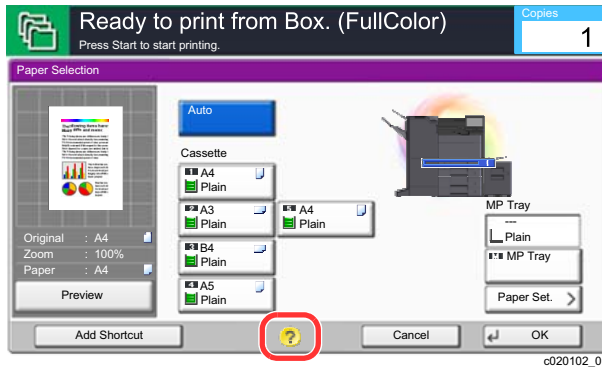 Ready to print from Box. (FullColor)
Press Start to start printing.
Copies
1
Paper Selection
Auto
Cassette
1 A4
Plain
2 A3
Plain
5 A4
Plain
3 B4
Plain
4 A5
Plain
MP Tray
---
Plain
MP Tray
Paper Set.
Original : A4
Zoom : 100%
Paper : A4
Preview
Add Shortcut
?
Cancel
OK
c020102_0